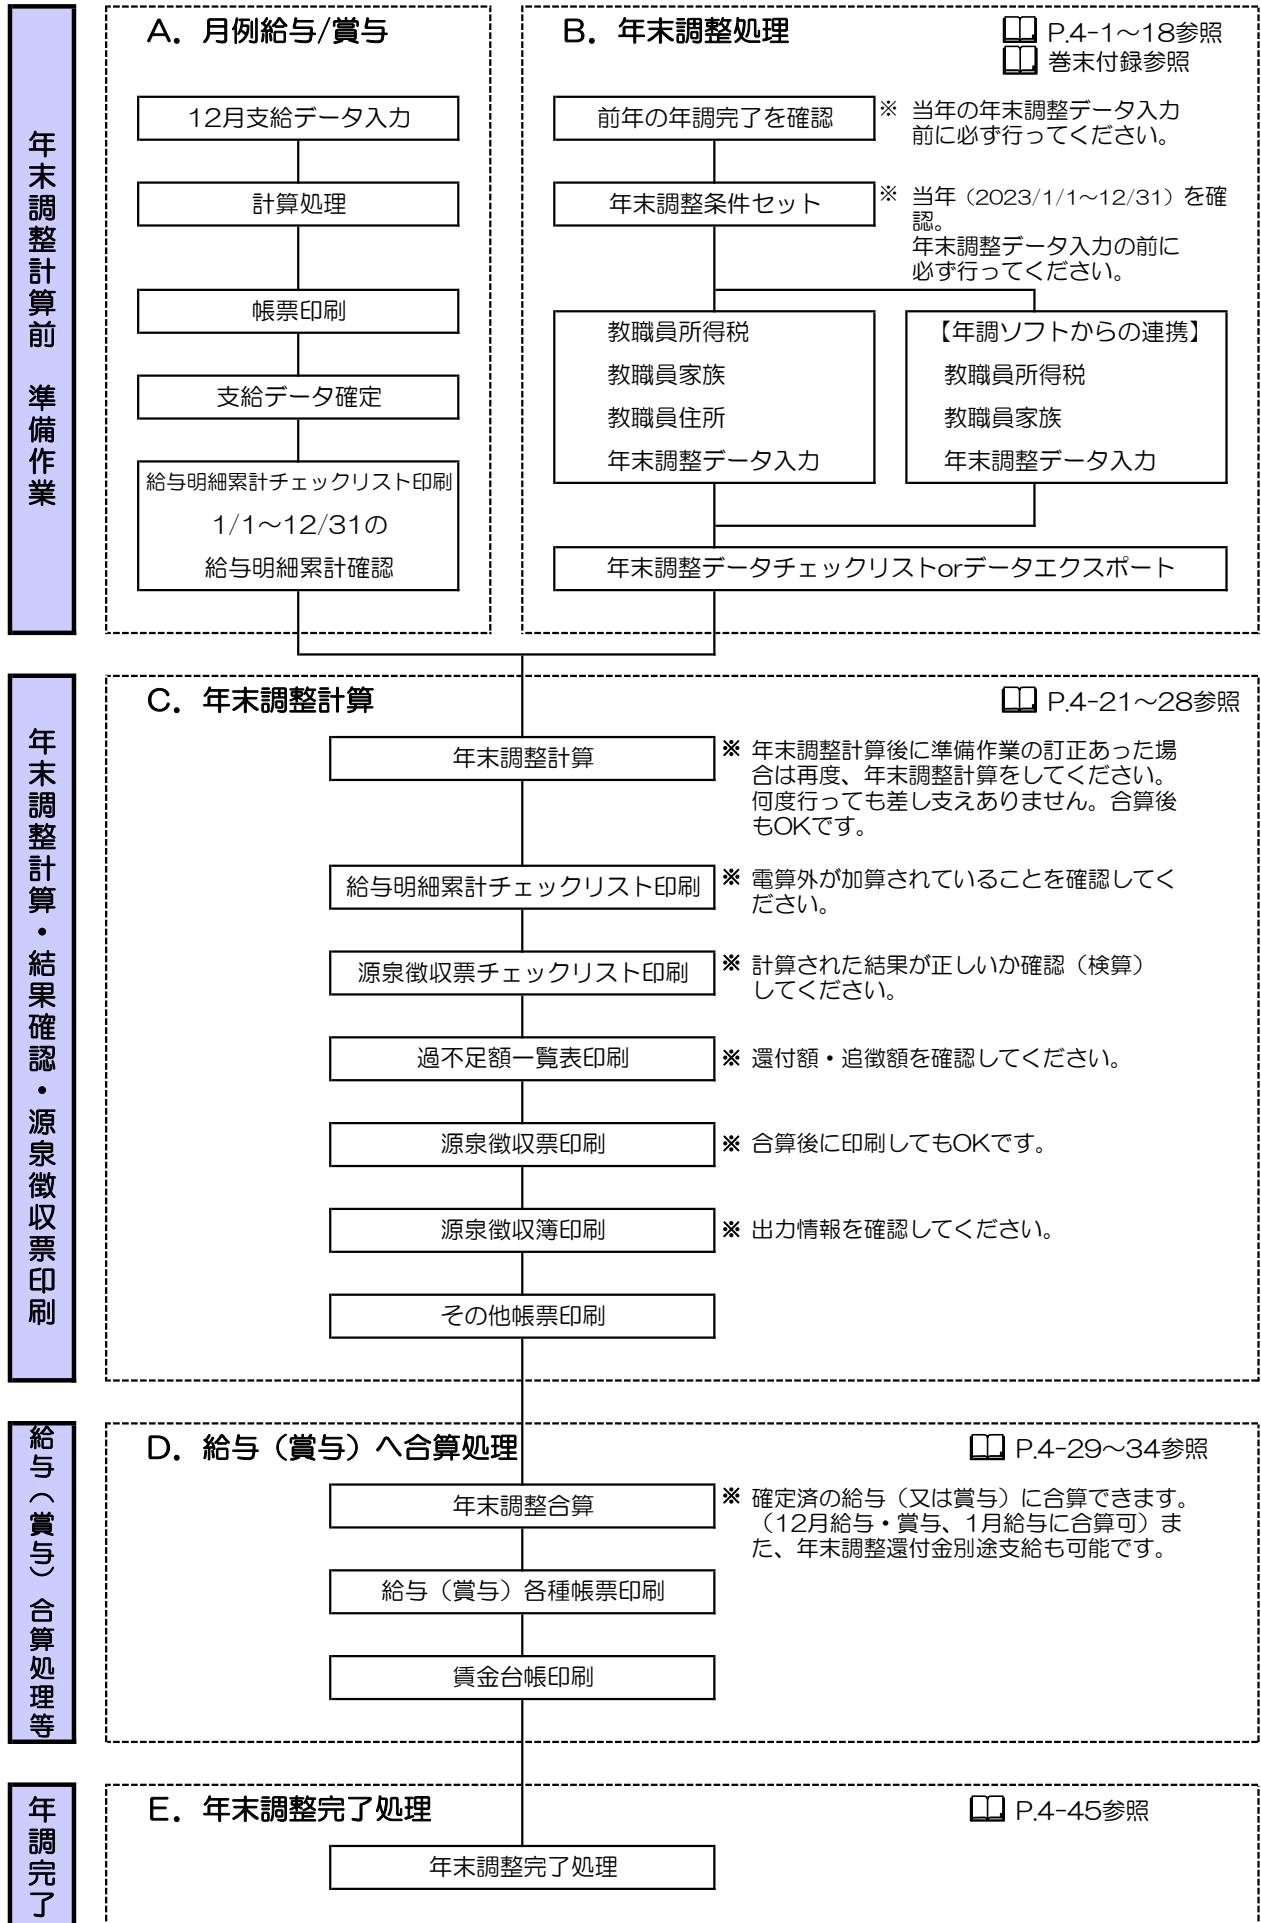 年末調整計算前　準備作業
A．月例給与/賞与
12月支給データ入力
計算処理
帳票印刷
支給データ確定
給与明細累計チェックリスト印刷
1/1～12/31の
給与明細累計確認
B．年末調整処理
P.4-1～18参照
巻末付録参照
前年の年調完了を確認
※ 当年の年末調整データ入力
前に必ず行ってください。
年末調整条件セット
※ 当年（2023/1/1～12/31）を確
認。
年末調整データ入力の前に
必ず行ってください。
教職員所得税
教職員家族
教職員住所
年末調整データ入力
【年調ソフトからの連携】
教職員所得税
教職員家族
年末調整データ入力
年末調整データチェックリストorデータエクスポート
年末調整計算・結果確認・源泉徴収票印刷
C．年末調整計算
P.4-21～28参照
年末調整計算
※ 年末調整計算後に準備作業の訂正あった場
合は再度、年末調整計算をしてください。
何度行っても差し支えありません。合算後
もOKです。
給与明細累計チェックリスト印刷
※ 電算外が加算されていることを確認してく
ださい。
源泉徴収票チェックリスト印刷
※ 計算された結果が正しいか確認（検算）
してください。
過不足額一覧表印刷
※ 還付額・追徴額を確認してください。
源泉徴収票印刷
※ 合算後に印刷してもOKです。
源泉徴収簿印刷
※ 出力情報を確認してください。
その他帳票印刷
給与（賞与）合算処理等
D．給与（賞与）へ合算処理
P.4-29～34参照
年末調整合算
※ 確定済の給与（又は賞与）に合算できます。
（12月給与・賞与、1月給与に合算可）ま
た、年末調整還付金別途支給も可能です。
給与（賞与）各種帳票印刷
賃金台帳印刷
年調完了
E．年末調整完了処理
P.4-45参照
年末調整完了処理